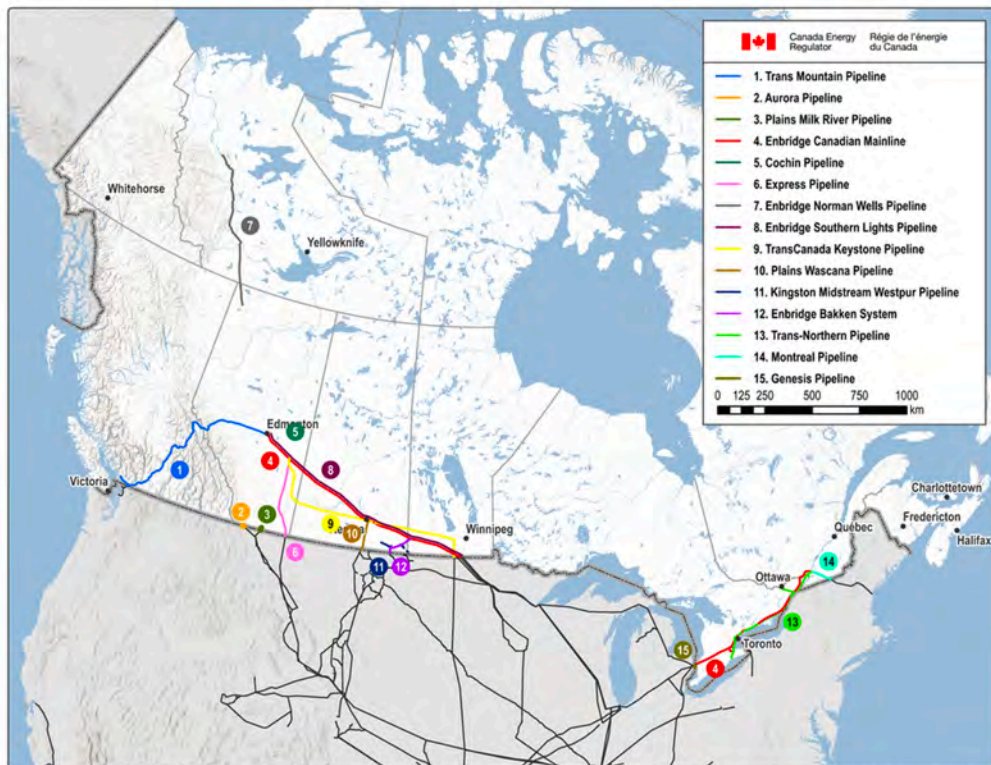 Canada Energy Régie de l'énergie
Regulator du Canada
1. Trans Mountain Pipeline
2. Aurora Pipeline
3. Plains Milk River Pipeline
4. Enbridge Canadian Mainline
5. Cochin Pipeline
6. Express Pipeline
7. Enbridge Norman Wells Pipeline
8. Enbridge Southern Lights Pipeline
9. TransCanada Keystone Pipeline
10. Plains Wascana Pipeline
11. Kingston Midstream Westpur Pipeline
12. Enbridge Bakken System
13. Trans-Northern Pipeline
14. Montreal Pipeline
15. Genesis Pipeline
0 125 250 500 750 1000
km
Whitehorse
7
Yellowknife
Edmonton
5
4
8
1
Victoria
2
3
9
10
6
Winnipeg
11
12
Charlottetown
Fredericton
Québec
Halifax
Ottawa
14
13
Toronto
15
4